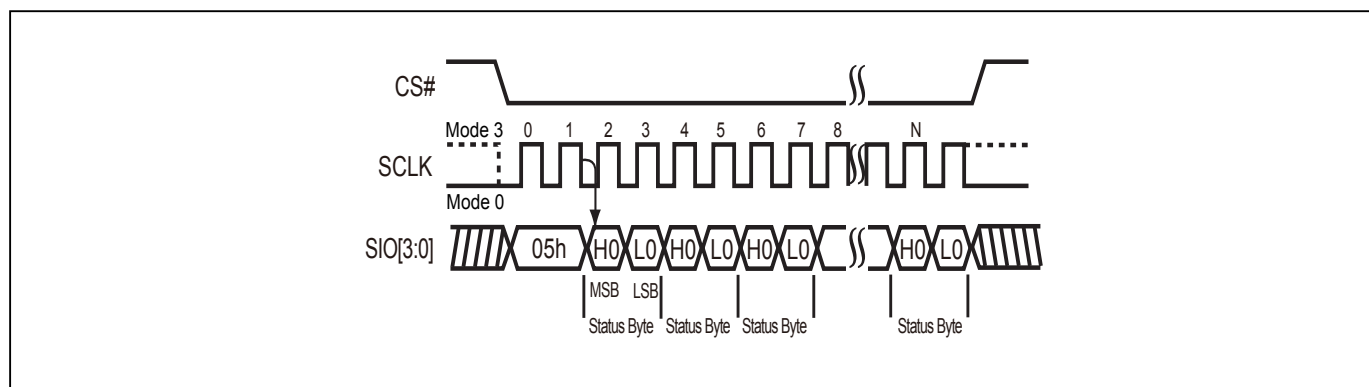 CS#
Mode 3 0 1 2 3 4 5 6 7 8 N
SCLK
Mode 0
SIO[3:0] 05h H0 L0 H0 L0 H0 L0 H0 L0
MSB LSB
Status Byte Status Byte Status Byte Status Byte